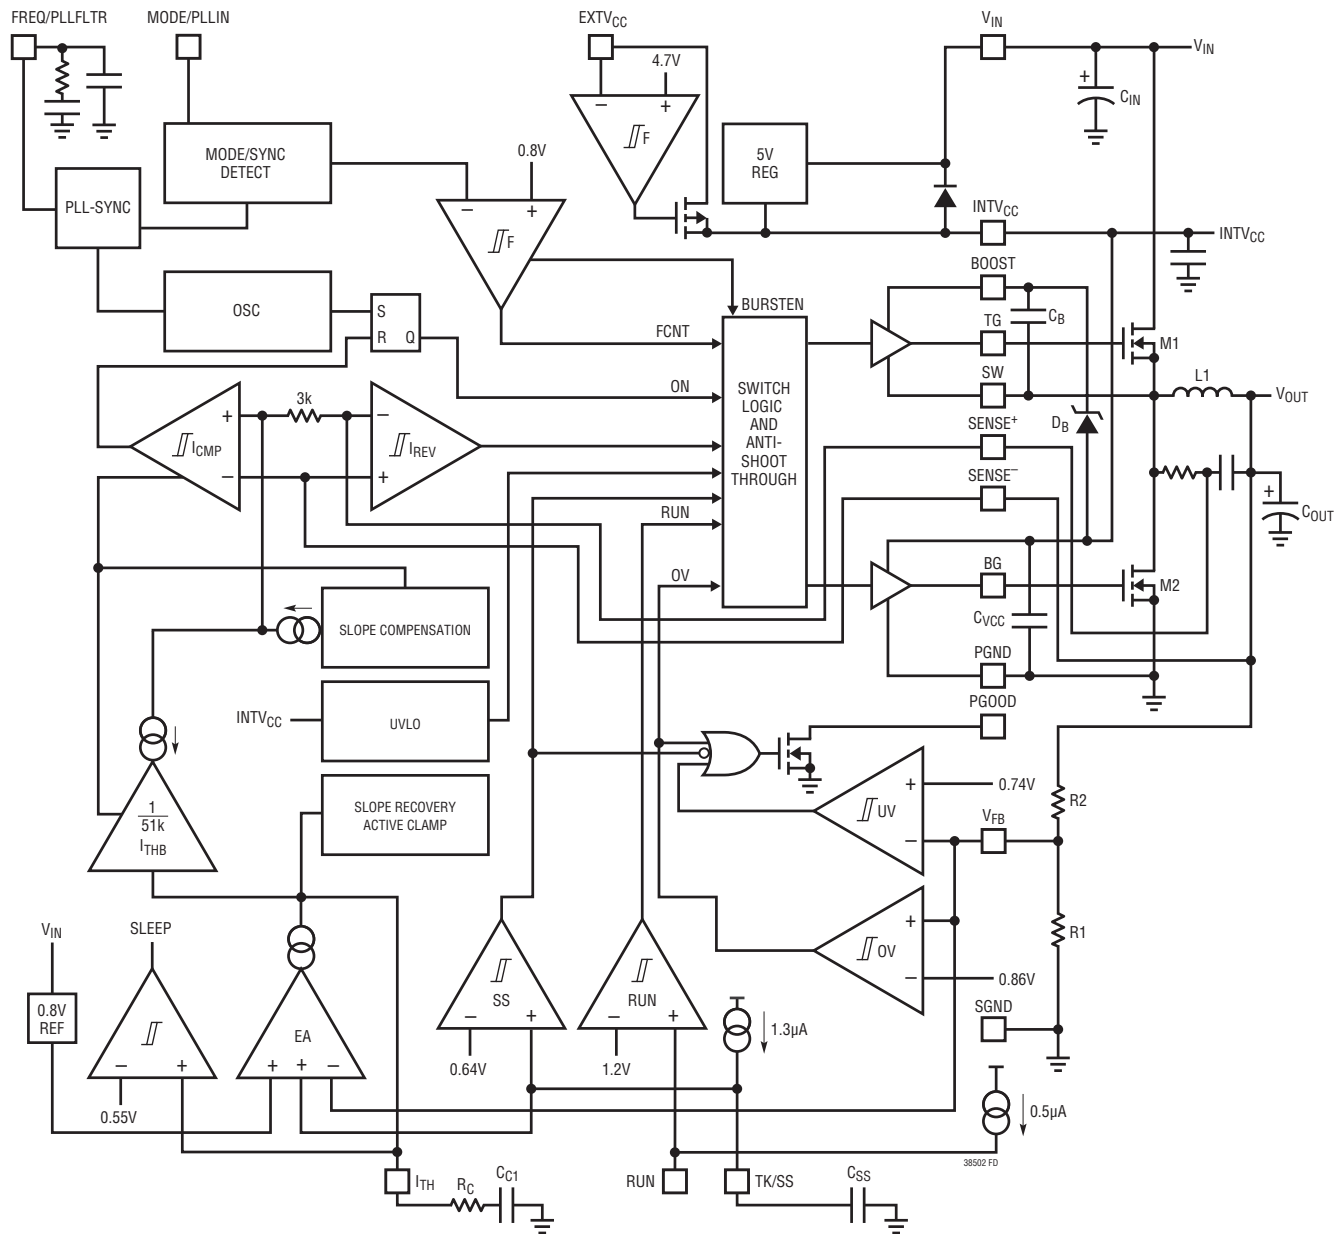 FREQ/PLLFLTR
MODE/PLLIN
EXTVCC
VIN
VIN
4.7V
+
CIN
− +
F
MODE/SYNC
DETECT
0.8V
5V
REG
PLL-SYNC
− +
F
INTVCC
INTVCC
BOOST
OSC
S
R Q
BURSTEN
CB
FCNT
TG
M1
SW
L1
VOUT
ON
SWITCH
LOGIC
AND
ANTI-
SHOOT
THROUGH
3k
+
−
ICMP
−
+
IREV
SENSE+
DB
SENSE−
+
COUT
RUN
OV
BG
M2
CVCC
SLOPE COMPENSATION
PGND
PGOOD
INTVCC
UVLO
+
−
UV
0.74V
R2
VFB
1
51k
ITHB
SLOPE RECOVERY
ACTIVE CLAMP
VIN
SLEEP
+
−
OV
R1
0.86V
0.8V
REF
EA
SS
RUN
SGND
1.3µA
− +
+ + −
− +
− +
0.55V
0.64V
1.2V
0.5µA
38502 FD
ITH
RC
CC1
RUN
TK/SS
CSS